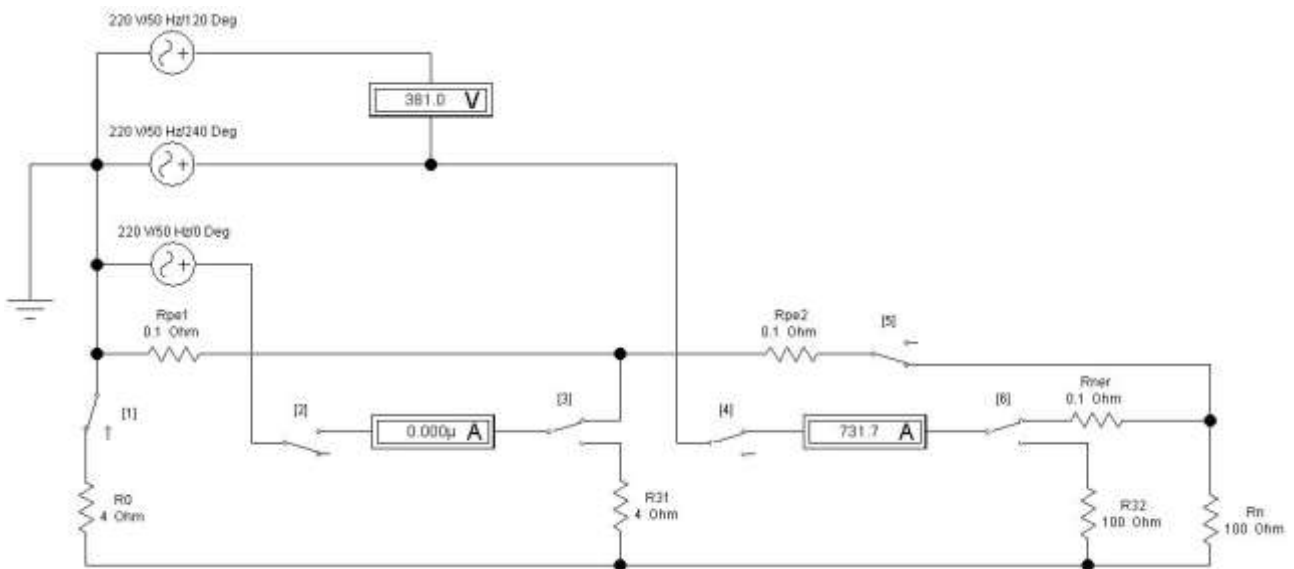 220 V/50 Hz/120 Deg
381.0 V
220 V/50 Hz/240 Deg
220 V/50 Hz/0 Deg
Rpe1
0.1 Ohm
Rpe2
0.1 Ohm
[5]
[1]
[2]
0.000µ A
[3]
[4]
731.7 A
[6]
Rner
0.1 Ohm
R0
4 Ohm
R31
4 Ohm
R32
100 Ohm
Rn
100 Ohm